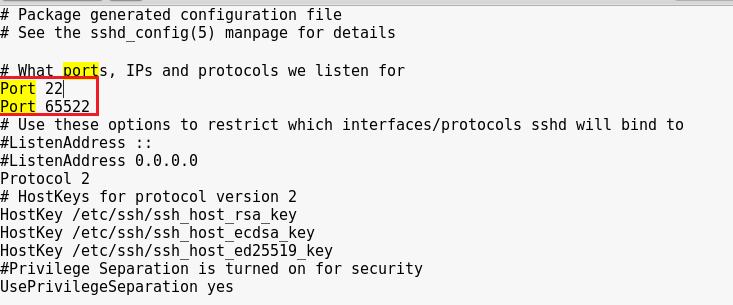 # Package generated configuration file
# See the sshd_config(5) manpage for details
# What ports, IPs and protocols we listen for
Port 22
Port 65522
# Use these options to restrict which interfaces/protocols sshd will bind to
#ListenAddress ::
#ListenAddress 0.0.0.0
Protocol 2
# HostKeys for protocol version 2
HostKey /etc/ssh/ssh_host_rsa_key
HostKey /etc/ssh/ssh_host_ecdsa_key
HostKey /etc/ssh/ssh_host_ed25519_key
#Privilege Separation is turned on for security
UsePrivilegeSeparation yes